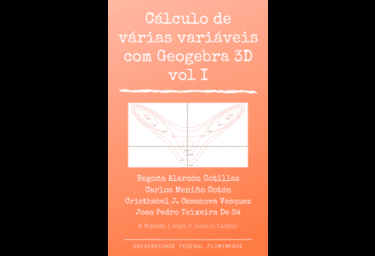 Cálculo de
várias variáveis
com Geogebra 3D
vol I
Begoña Alarcón Cotillas
Carlos Meniño Cotón
Cristhabel J. Casanova Vasquez
Joao Pedro Teixeira De Sá
UNIVERSIDADE FEDERAL FLUMINENSE